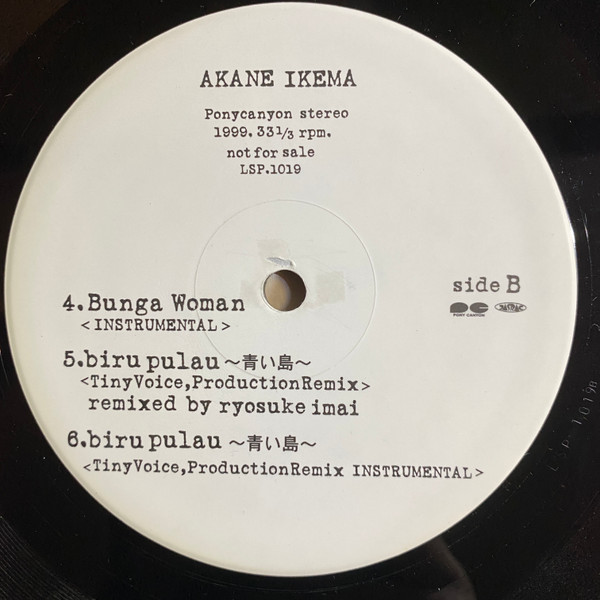 AKANE IKEMA
Ponycanyon stereo
1999. 33 1/3 rpm.
not for sale
LSP.1019
side B
PONY CANYON
4.Bunga Woman
<INSTRUMENTAL>
5.biru pulau ～青い島～
<TinyVoice,ProductionRemix>
remixed by ryosuke imai
6.biru pulau ～青い島～
<TinyVoice,ProductionRemix INSTRUMENTAL>